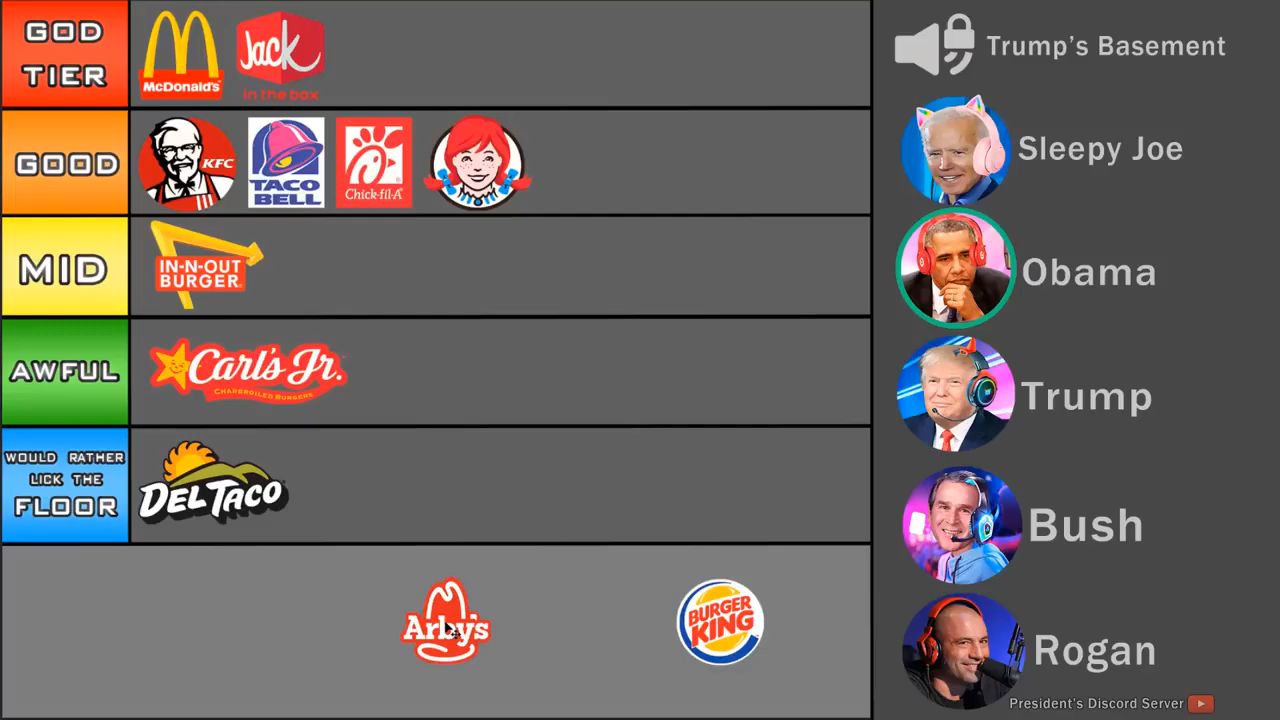 GOD
TIER
McDonald's
Jack
in the box
GOOD
KFC
TACO
BELL
Chick-fil-A
MID
IN-N-OUT
BURGER
AWFUL
Carl's Jr.
CHARBROILED BURGERS
WOULD RATHER
LICK THE
FLOOR
DEL TACO
Arby's
BURGER
KING
Trump's Basement
Sleepy Joe
Obama
Trump
Bush
Rogan
President's Discord Server